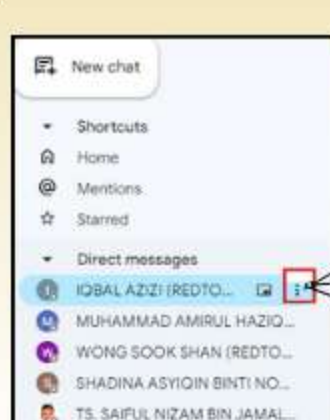 New chat
Shortcuts
Home
Mentions
Starred
Direct messages
IQBAL AZIZI (REDTO...
MUHAMMAD AMIRUL HAZIQ...
WONG SOOK SHAN (REDTO...
SHADINA ASYIQIN BINTI NO...
TS. SAIFUL NIZAM BIN JAMAL...